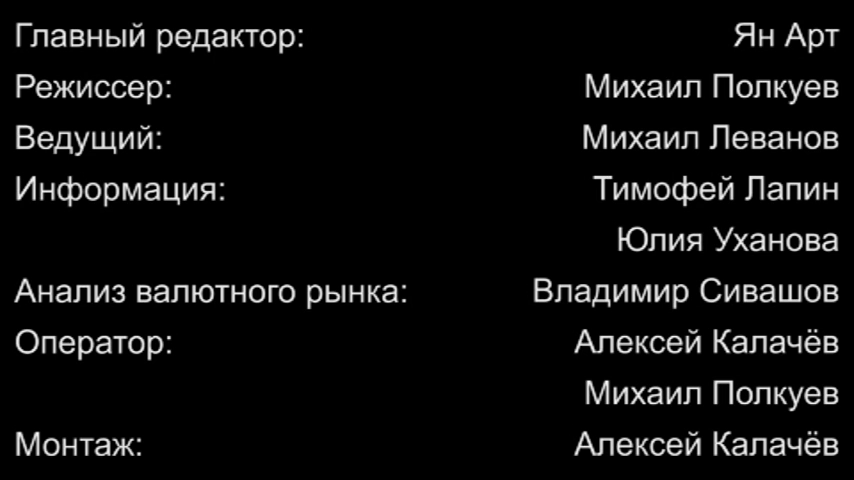 Главный редактор: Ян Арт
Режиссер: Михаил Полкуев
Ведущий: Михаил Леванов
Информация: Тимофей Лапин
Юлия Уханова
Анализ валютного рынка: Владимир Сивашов
Оператор: Алексей Калачёв
Михаил Полкуев
Монтаж: Алексей Калачёв